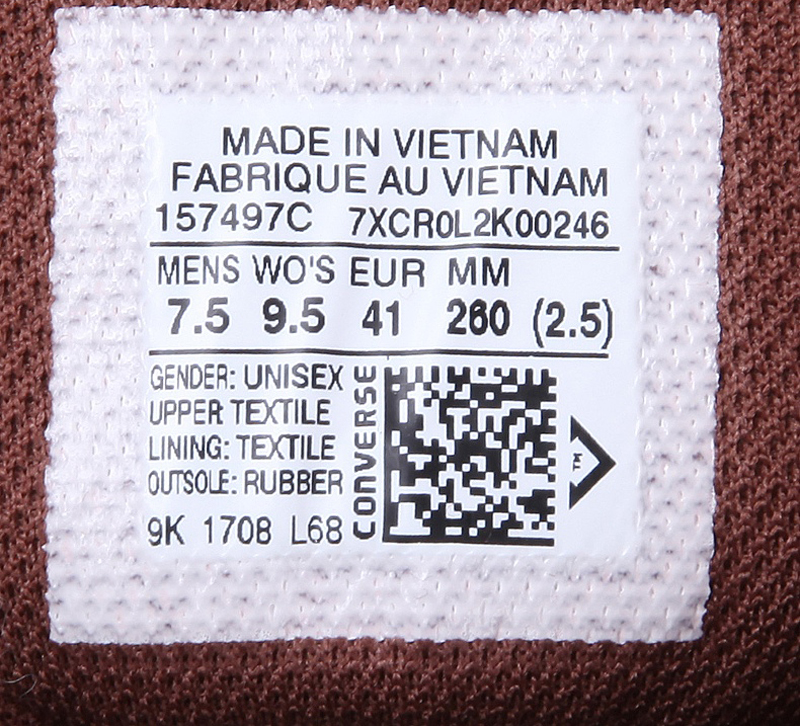 MADE IN VIETNAM
FABRIQUE AU VIETNAM
157497C 7XCR0L2K00246
MENS WO'S EUR MM
7.5 9.5 41 260 (2.5)
GENDER: UNISEX
UPPER TEXTILE
LINING: TEXTILE
OUTSOLE: RUBBER
9K 1708 L68
CONVERSE
TM